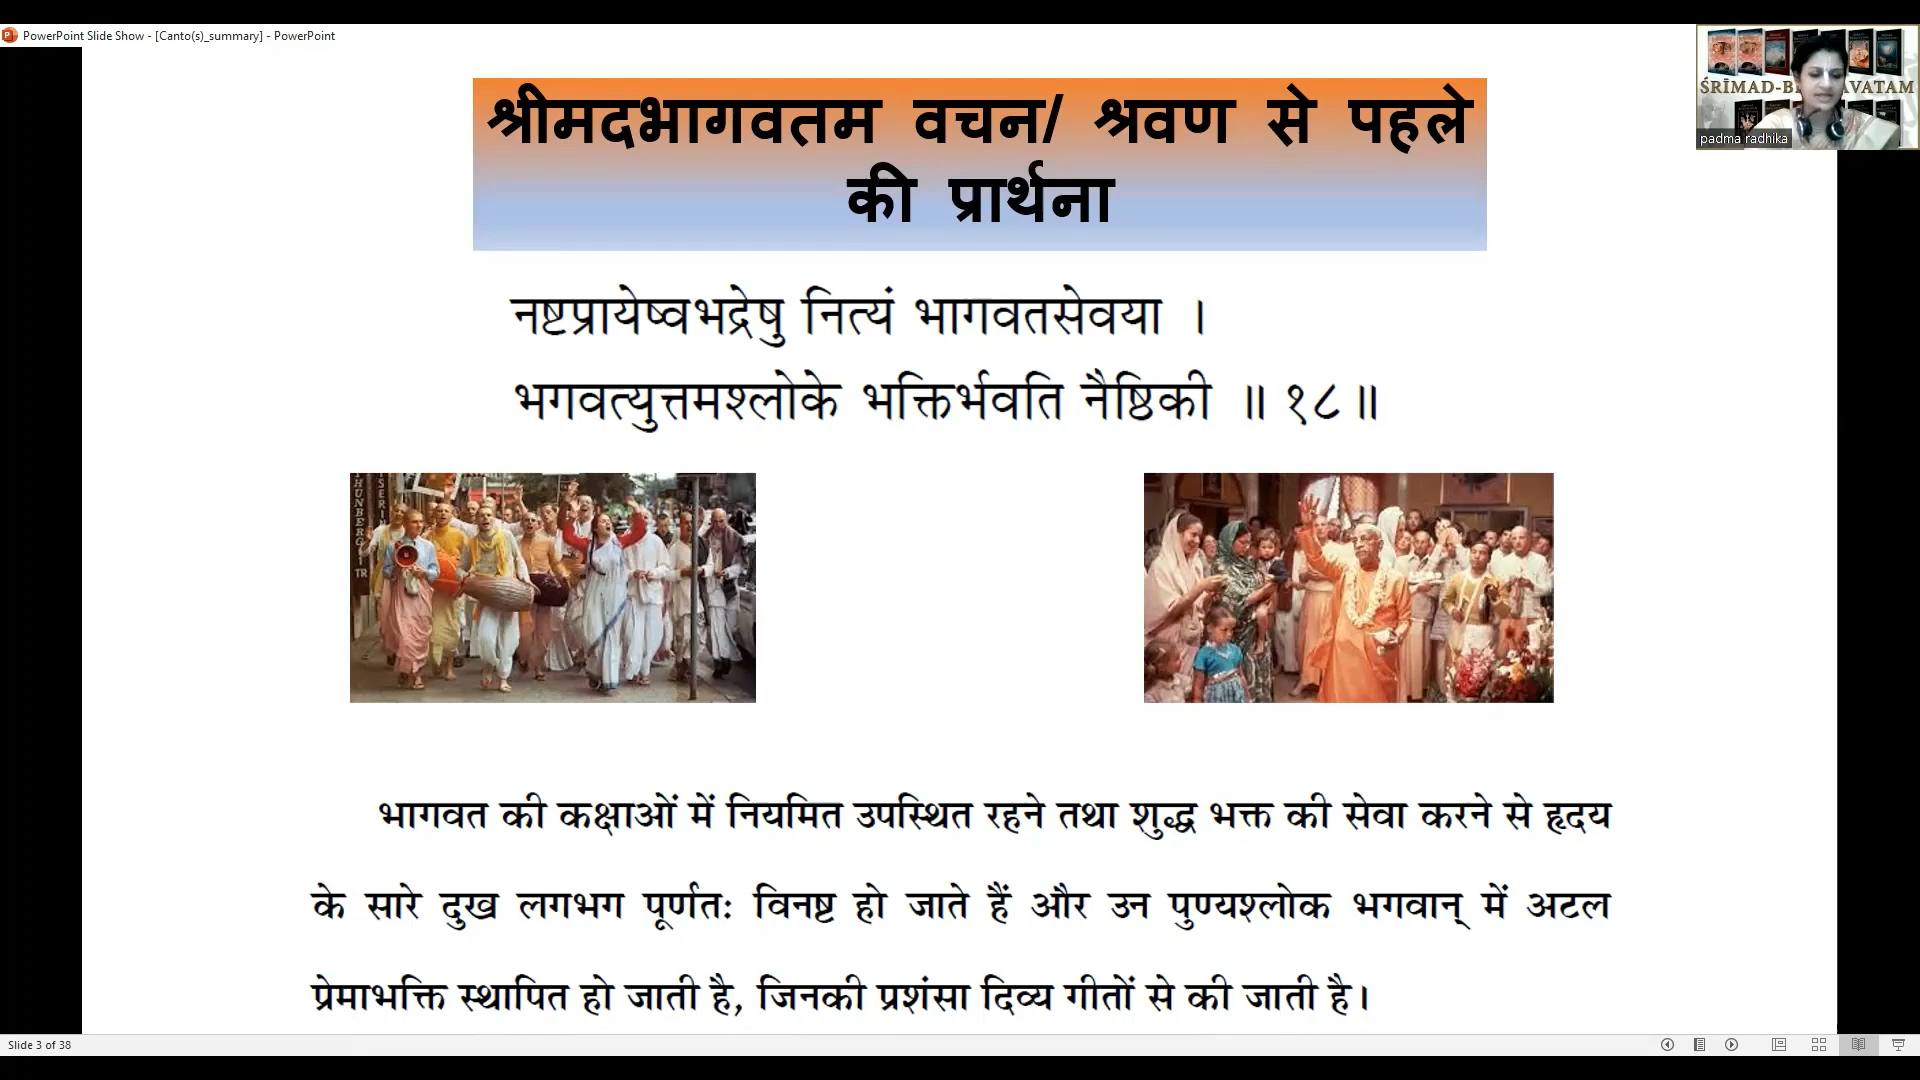 PowerPoint Slide Show - [Canto(s)_summary] - PowerPoint
ŚRĪMAD-B AVATAM
padma radhika
श्रीमदभागवतम वचन/ श्रवण से पहले
की प्रार्थना
नष्टप्रायेष्वभद्रेषु नित्यं भागवतसेवया ।
भगवत्युत्तमश्लोके भक्तिर्भवति नैष्ठिकी ॥ १८॥
भागवत की कक्षाओं में नियमित उपस्थित रहने तथा शुद्ध भक्त की सेवा करने से हृदय
के सारे दुख लगभग पूर्णतः विनष्ट हो जाते हैं और उन पुण्यश्लोक भगवान् में अटल
प्रेमाभक्ति स्थापित हो जाती है, जिनकी प्रशंसा दिव्य गीतों से की जाती है।
Slide 3 of 38